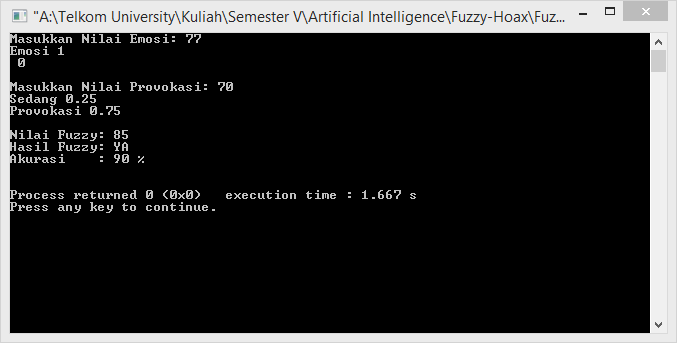 "A:\Telkom University\Kuliah\Semester V\Artificial Intelligence\Fuzzy-Hoax\Fuz...
Masukkan Nilai Emosi: 77
Emosi 1
0
Masukkan Nilai Provokasi: 70
Sedang 0.25
Provokasi 0.75
Nilai Fuzzy: 85
Hasil Fuzzy: YA
Akurasi    : 90 %
Process returned 0 (0x0)   execution time : 1.667 s
Press any key to continue.